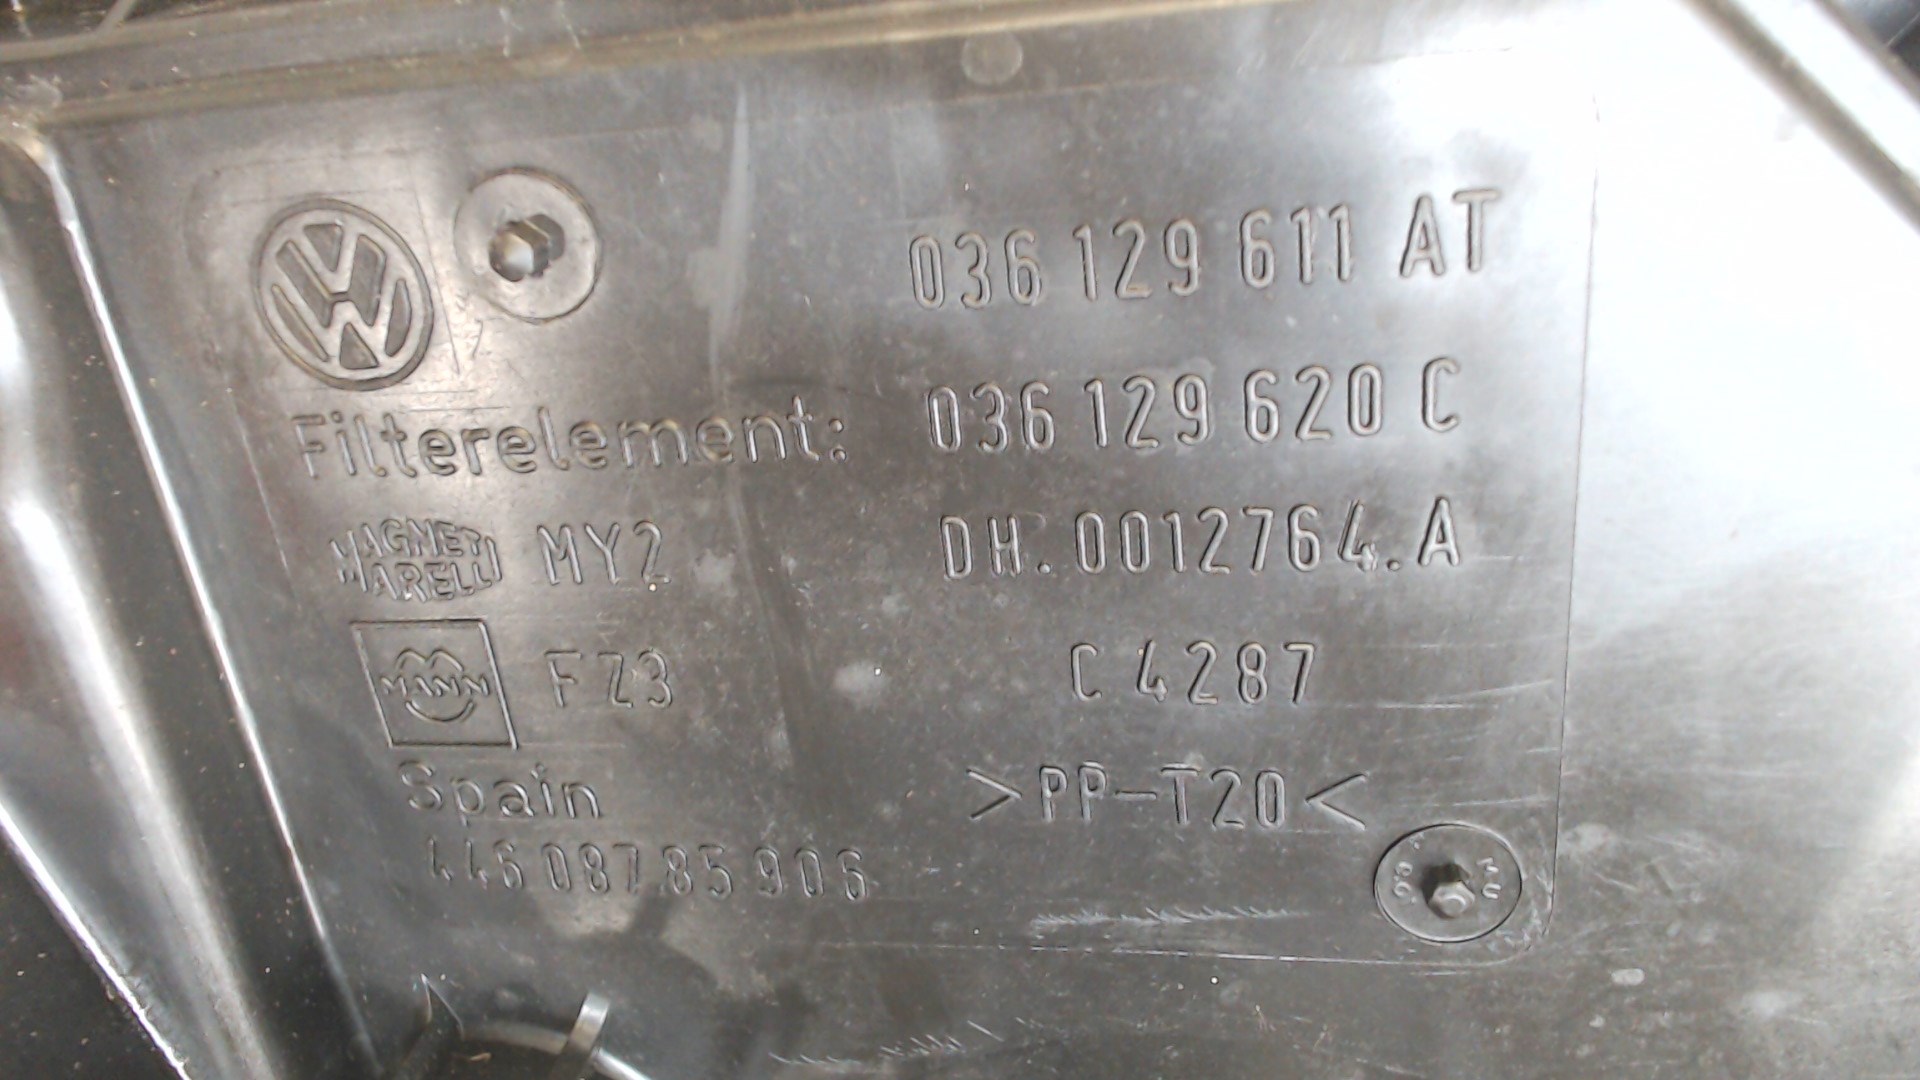 036 129 611 AT
Filterelement: 036 129 620 C
MAGNETI MARELLI MY2 DH.0012764.A
MANN FZ3 C 4287
Spain >PP-T20<
446 087 85 906